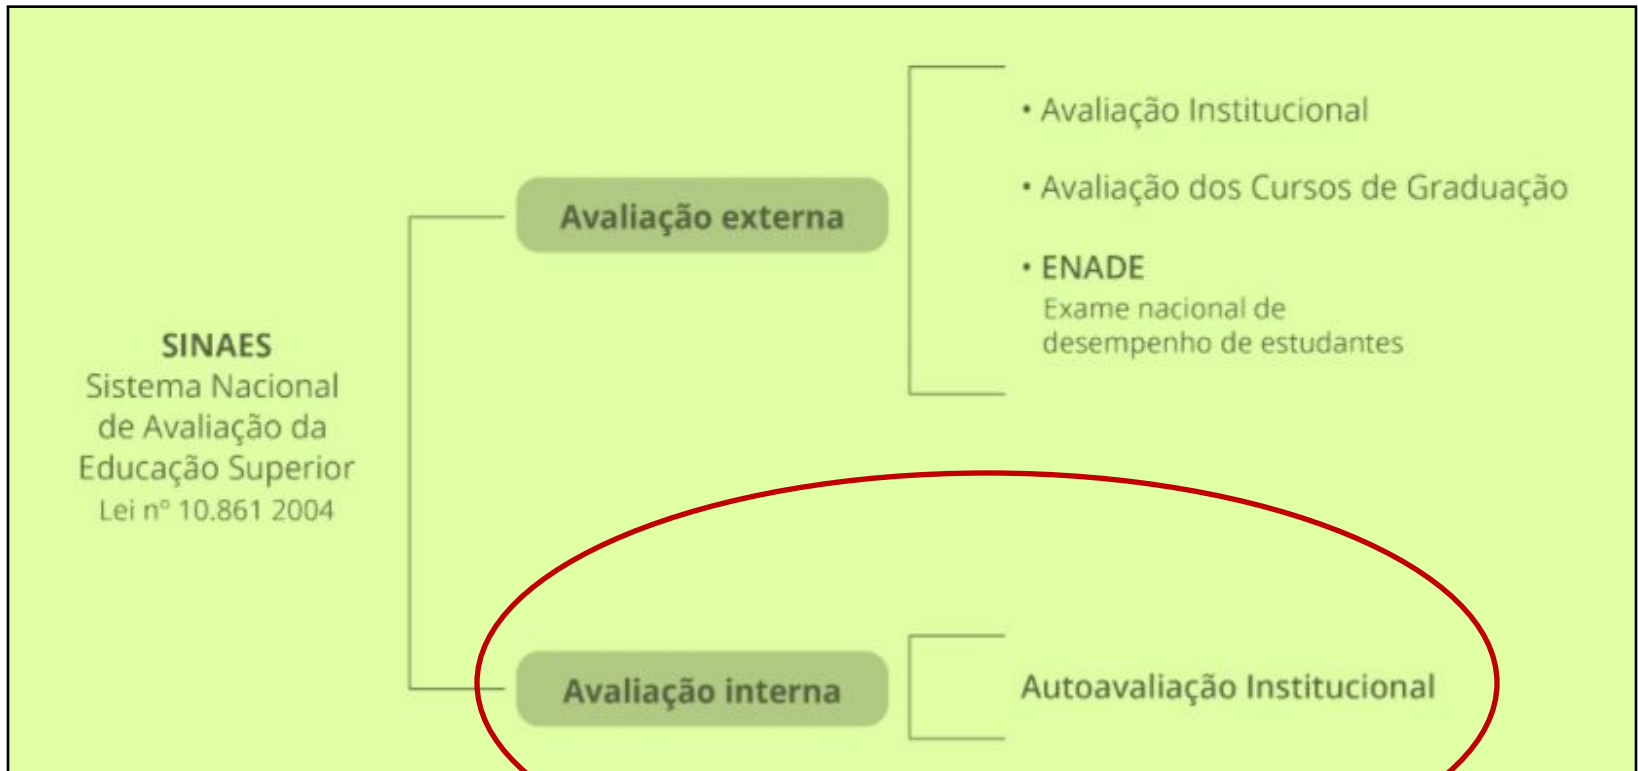 SINAES
Sistema Nacional
de Avaliação da
Educação Superior
Lei nº 10.861 2004
Avaliação externa
• Avaliação Institucional
• Avaliação dos Cursos de Graduação
• ENADE
Exame nacional de
desempenho de estudantes
Avaliação interna
Autoavaliação Institucional